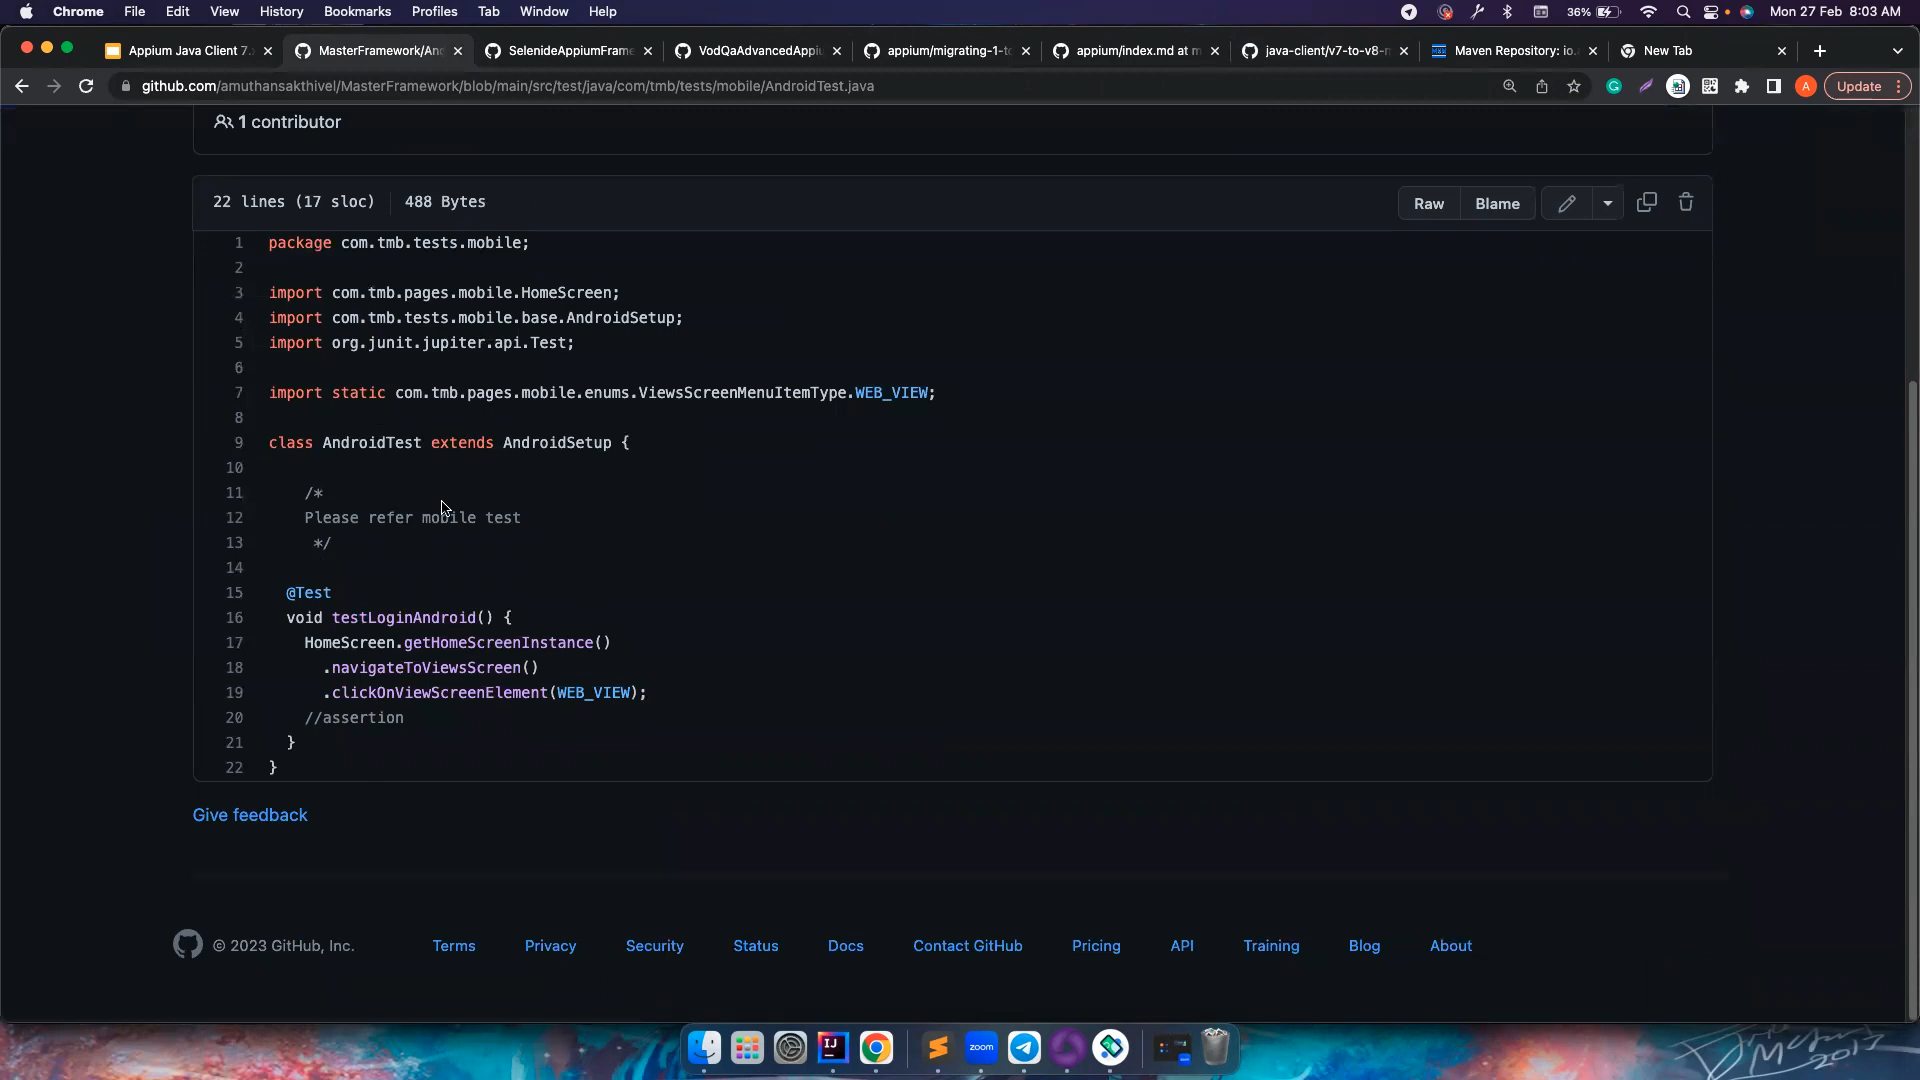 Chrome File Edit View History Bookmarks Profiles Tab Window Help 36% Mon 27 Feb 8:03 AM
Appium Java Client 7. MasterFramework/And SelenideAppiumFrame VodQaAdvancedAppiu appium/migrating-1-to appium/index.md at m java-client/v7-to-v8-m Maven Repository: io. New Tab
github.com/amuthansakthivel/MasterFramework/blob/main/src/test/java/com/tmb/tests/mobile/AndroidTest.java A Update
1 contributor
22 lines (17 sloc) 488 Bytes Raw Blame
1 package com.tmb.tests.mobile;
2
3 import com.tmb.pages.mobile.HomeScreen;
4 import com.tmb.tests.mobile.base.AndroidSetup;
5 import org.junit.jupiter.api.Test;
6
7 import static com.tmb.pages.mobile.enums.ViewsScreenMenuItemType.WEB_VIEW;
8
9 class AndroidTest extends AndroidSetup {
10
11 /*
12 Please refer mobile test
13 */
14
15 @Test
16 void testLoginAndroid() {
17 HomeScreen.getHomeScreenInstance()
18 .navigateToViewsScreen()
19 .clickOnViewScreenElement(WEB_VIEW);
20 //assertion
21 }
22 }
Give feedback
© 2023 GitHub, Inc. Terms Privacy Security Status Docs Contact GitHub Pricing API Training Blog About
IJ zoom
2017